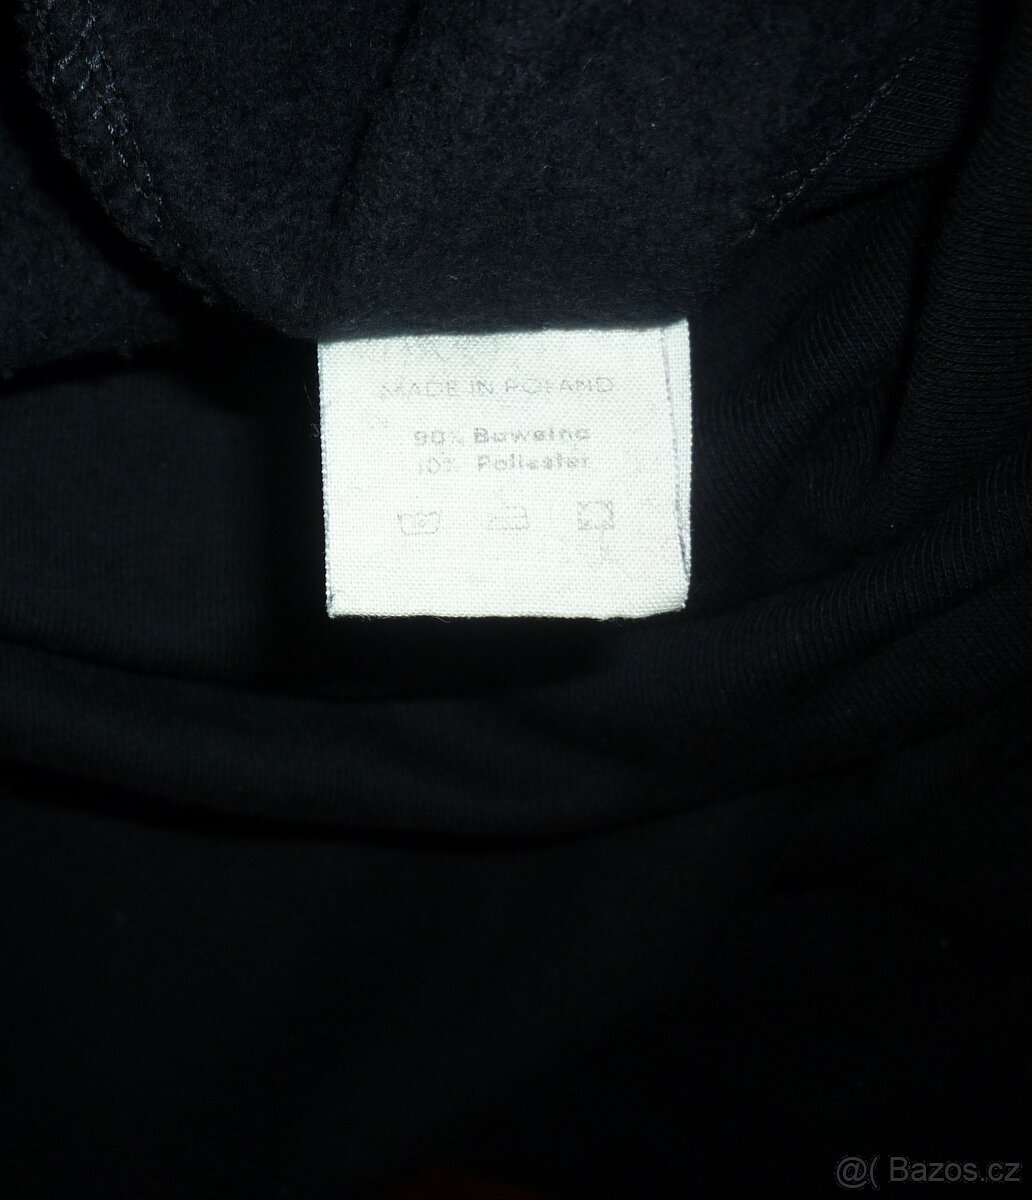 MADE IN POLAND
90% Bawełna
10% Poliester
@( Bazos.cz